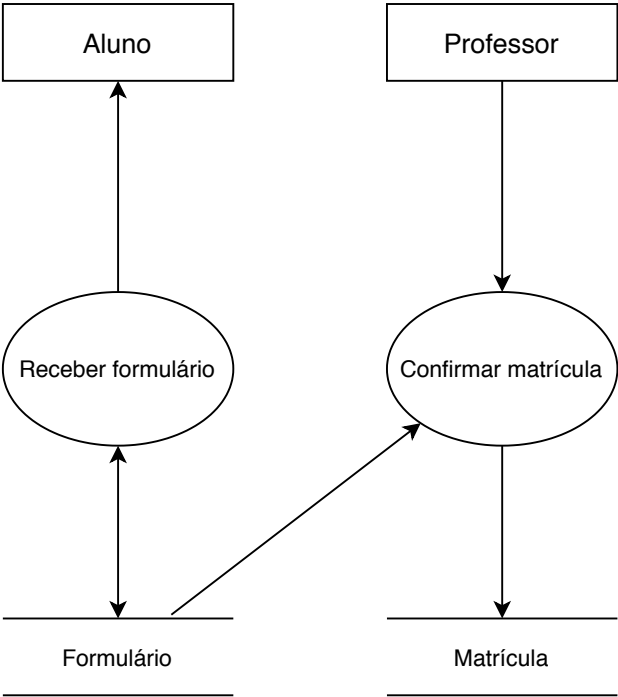 Aluno
Professor
Receber formulário
Confirmar matrícula
Formulário
Matrícula